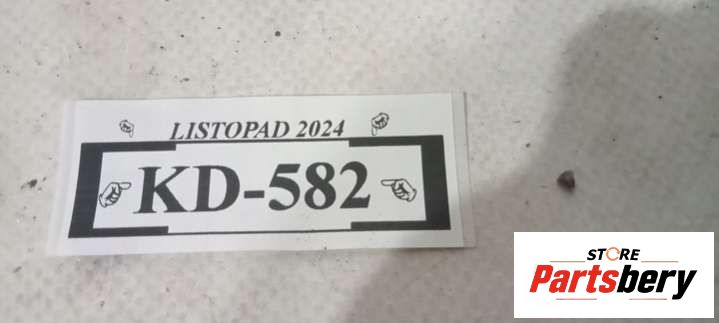 LISTOPAD 2024
KD-582
STORE
Partsbery